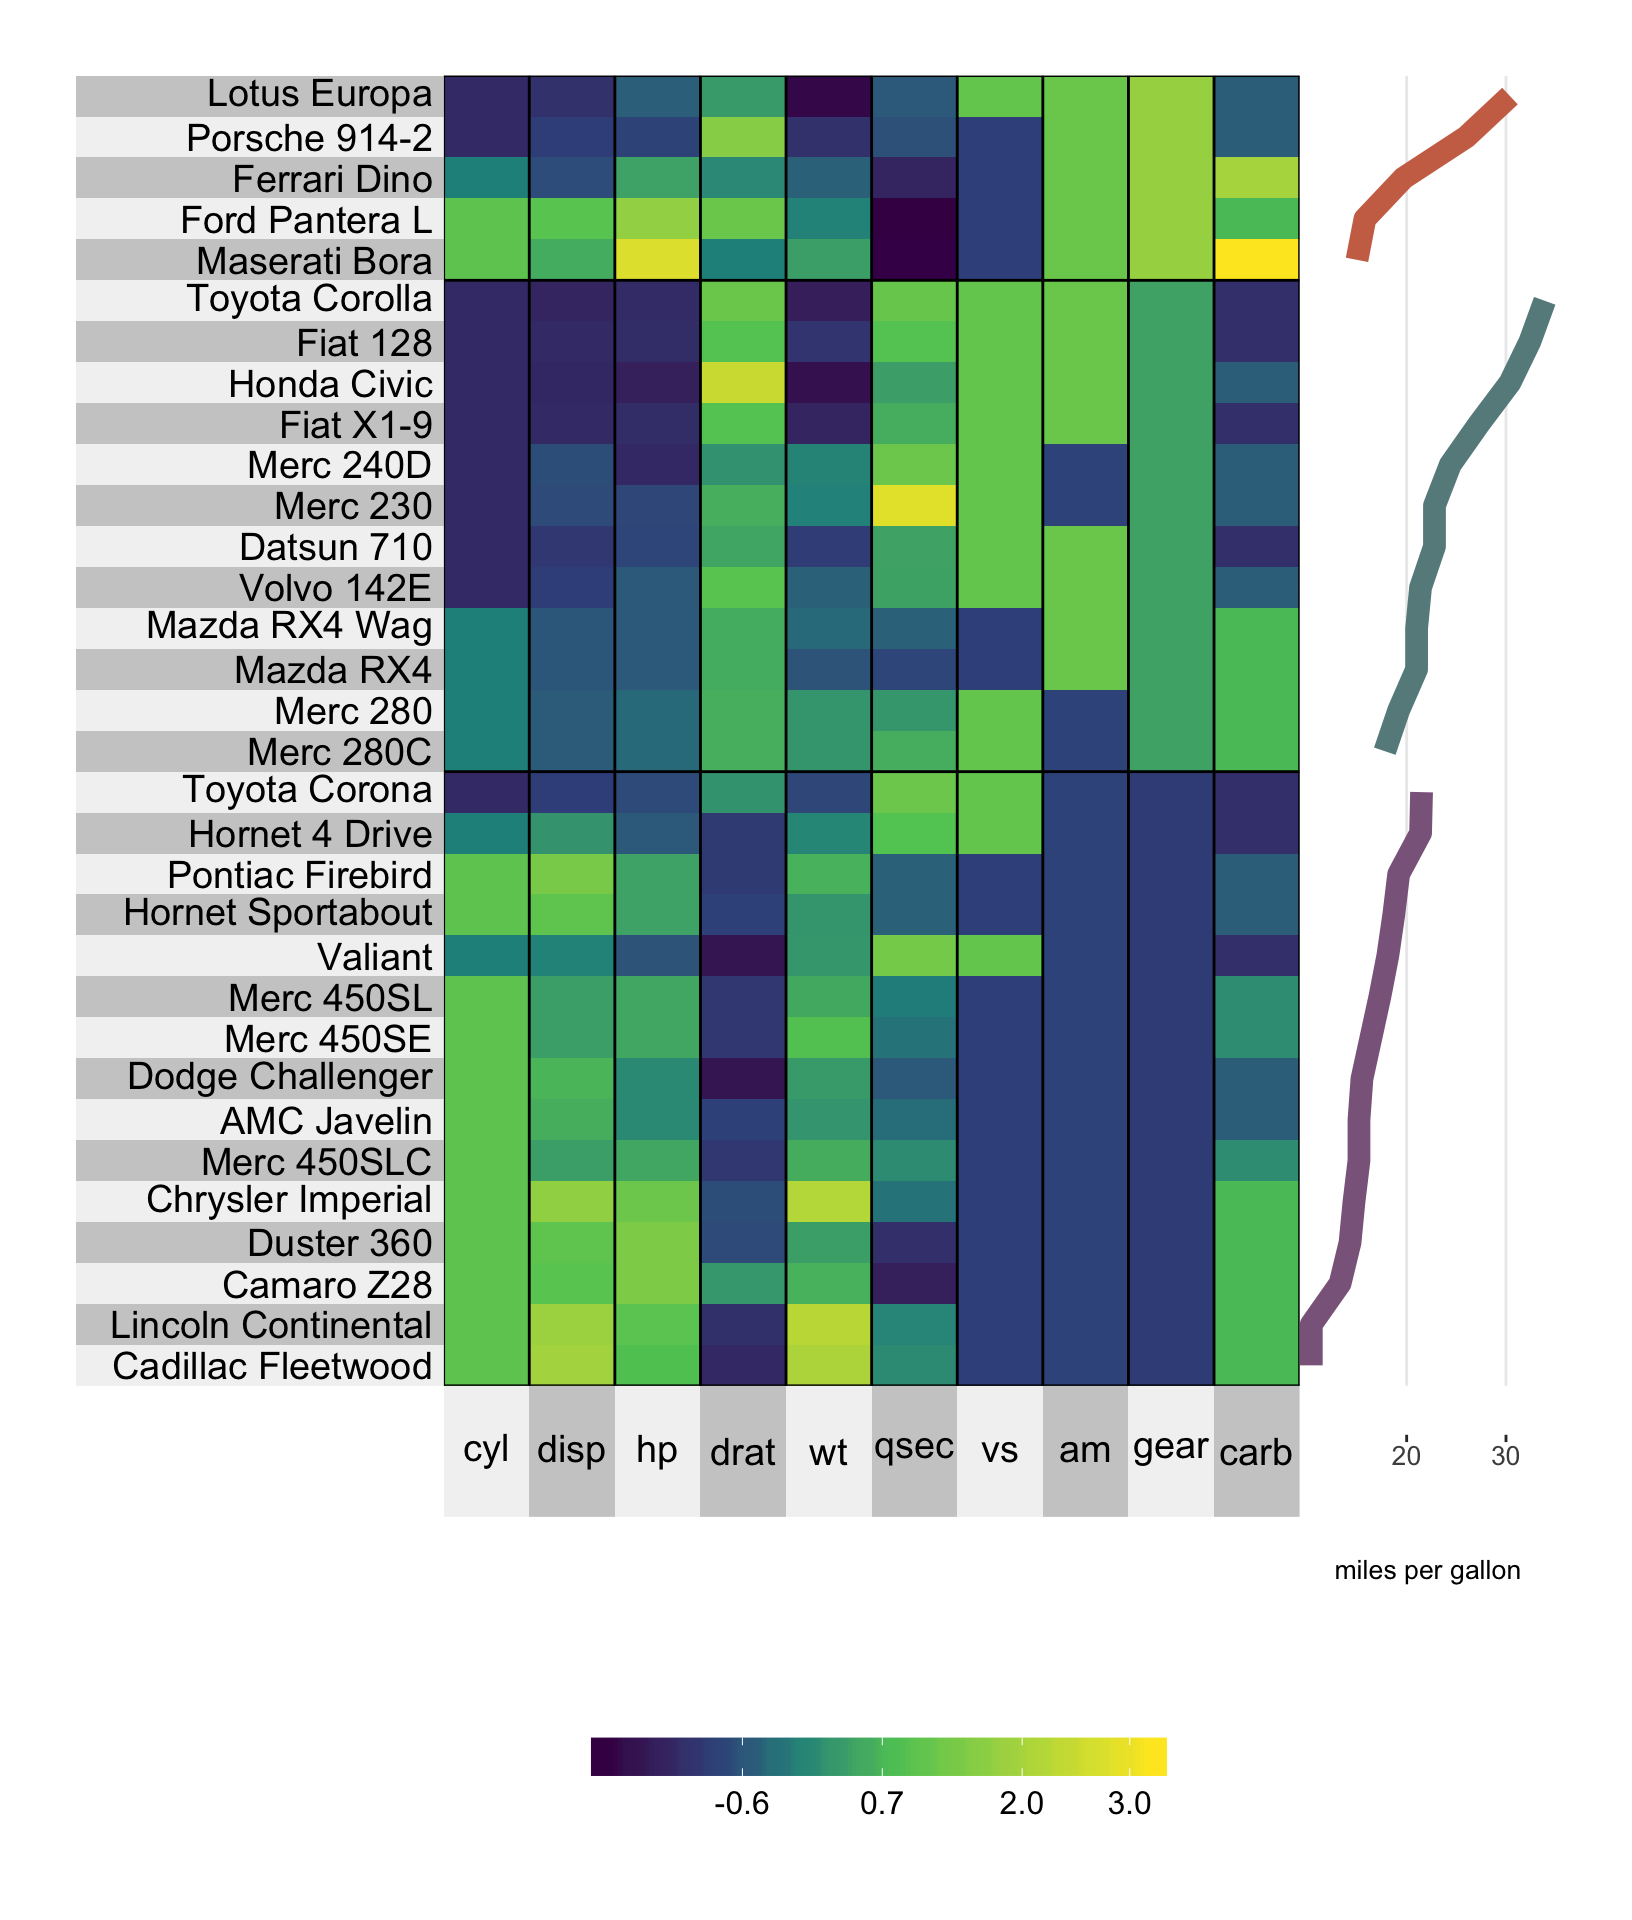 Lotus Europa
Porsche 914-2
Ferrari Dino
Ford Pantera L
Maserati Bora
Toyota Corolla
Fiat 128
Honda Civic
Fiat X1-9
Merc 240D
Merc 230
Datsun 710
Volvo 142E
Mazda RX4 Wag
Mazda RX4
Merc 280
Merc 280C
Toyota Corona
Hornet 4 Drive
Pontiac Firebird
Hornet Sportabout
Valiant
Merc 450SL
Merc 450SE
Dodge Challenger
AMC Javelin
Merc 450SLC
Chrysler Imperial
Duster 360
Camaro Z28
Lincoln Continental
Cadillac Fleetwood
cyl disp hp drat wt qsec vs am gear carb 20 30
miles per gallon
-0.6 0.7 2.0 3.0